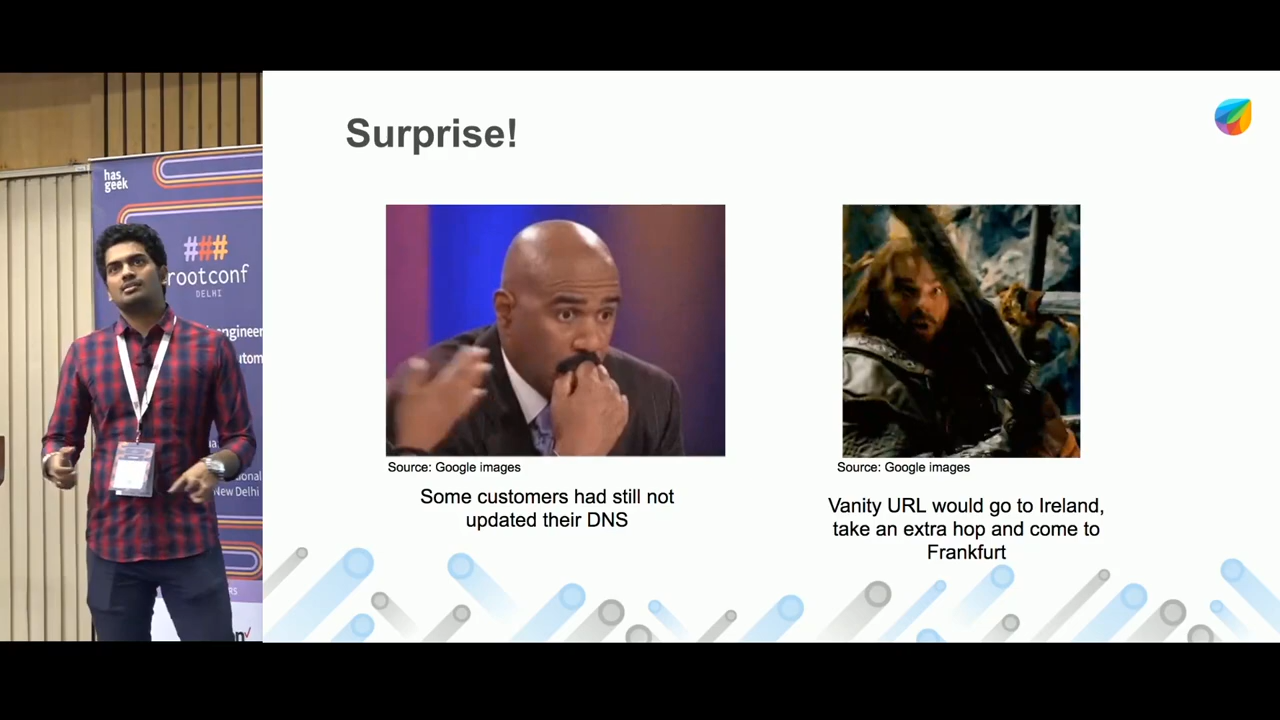 Surprise!
has
geek
###
rootconf
DELHI
engineer
Source: Google images
Source: Google images
Some customers had still not
updated their DNS
Vanity URL would go to Ireland,
take an extra hop and come to
Frankfurt
New Delhi